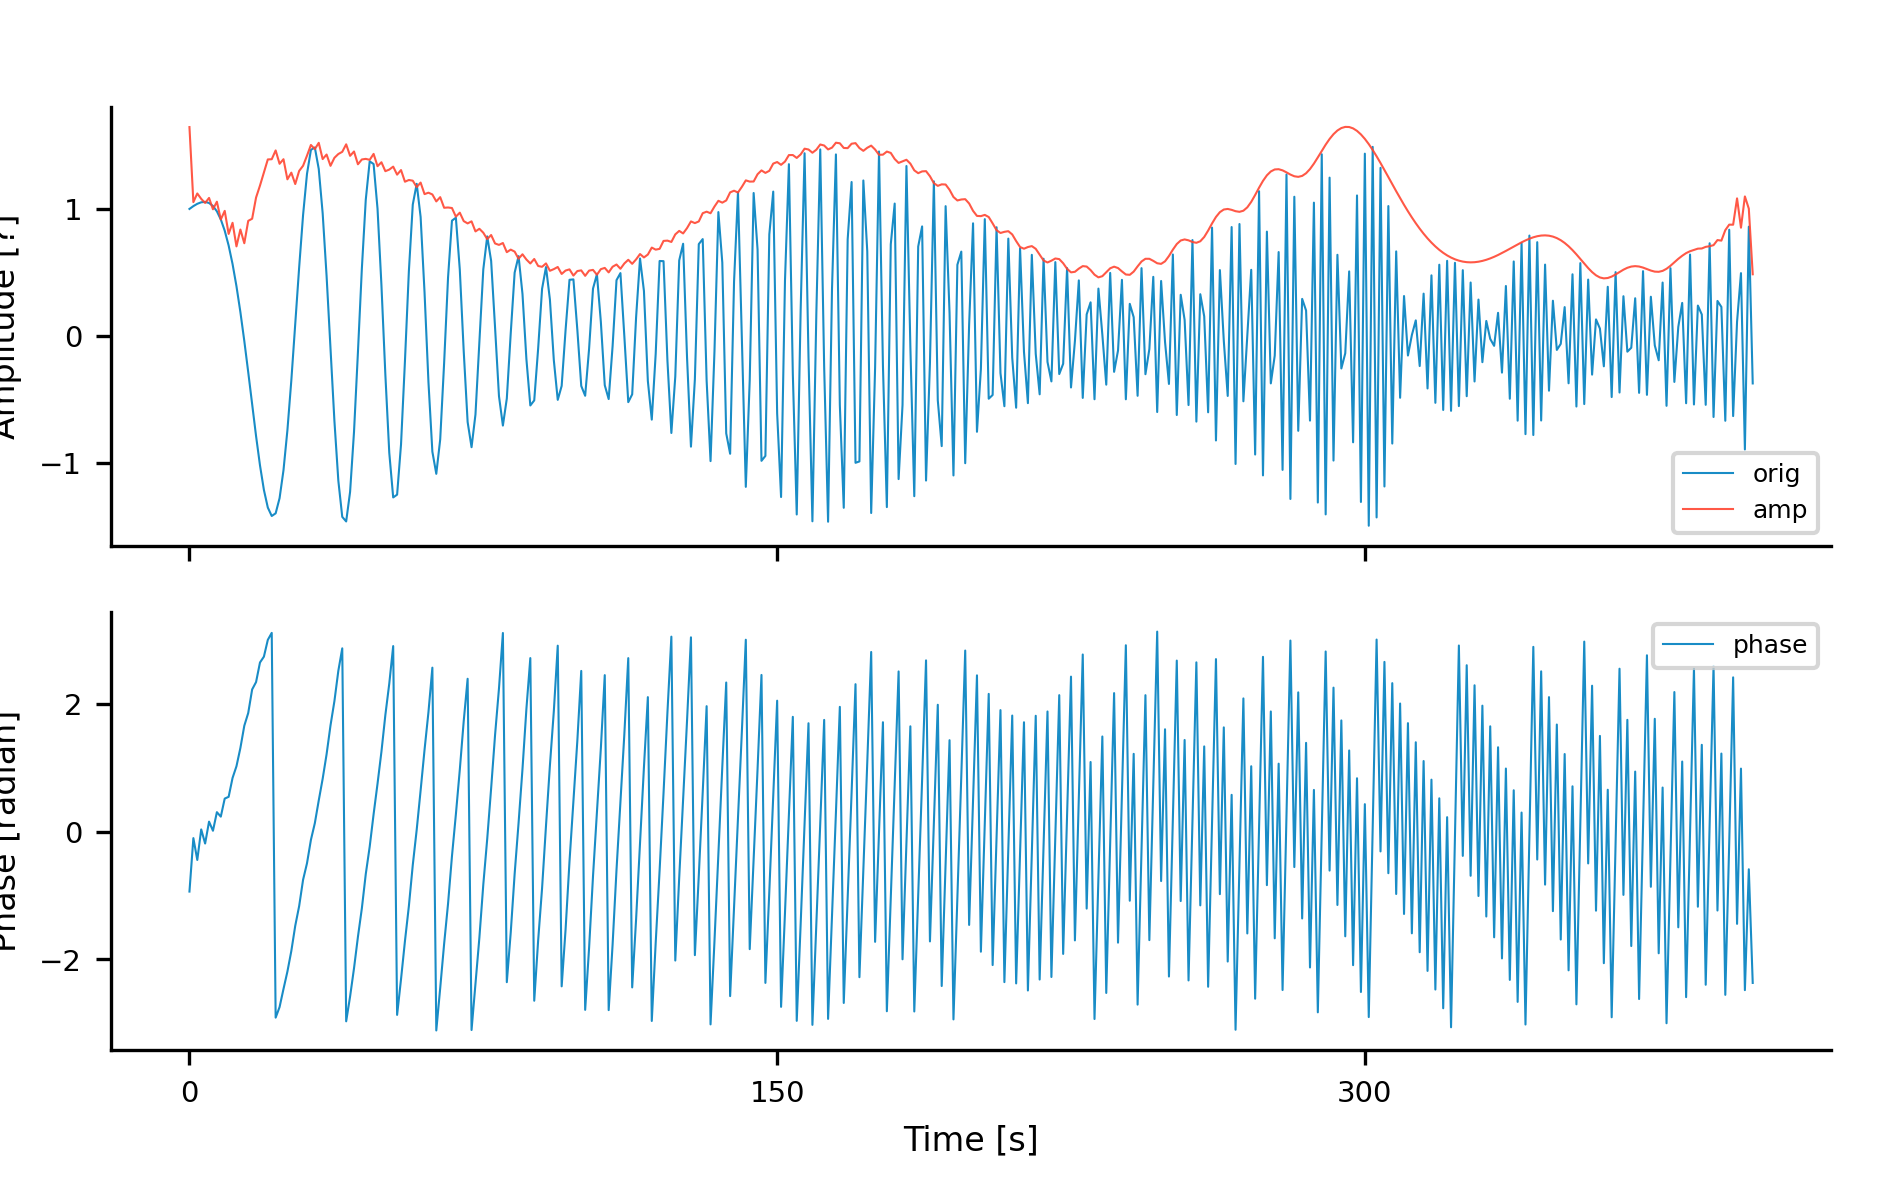 Amplitude [?]
1
0
−1
orig
amp
Phase [radian]
2
0
−2
phase
0 150 300
Time [s]